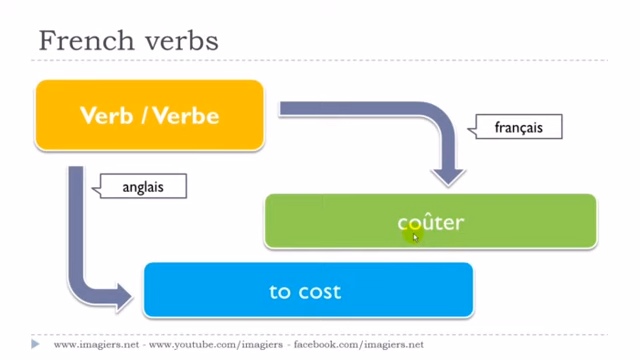 French verbs
Verb / Verbe
français
anglais
coûter
to cost
www.imagiers.net - www.youtube.com/imagiers - facebook.com/imagiers.net